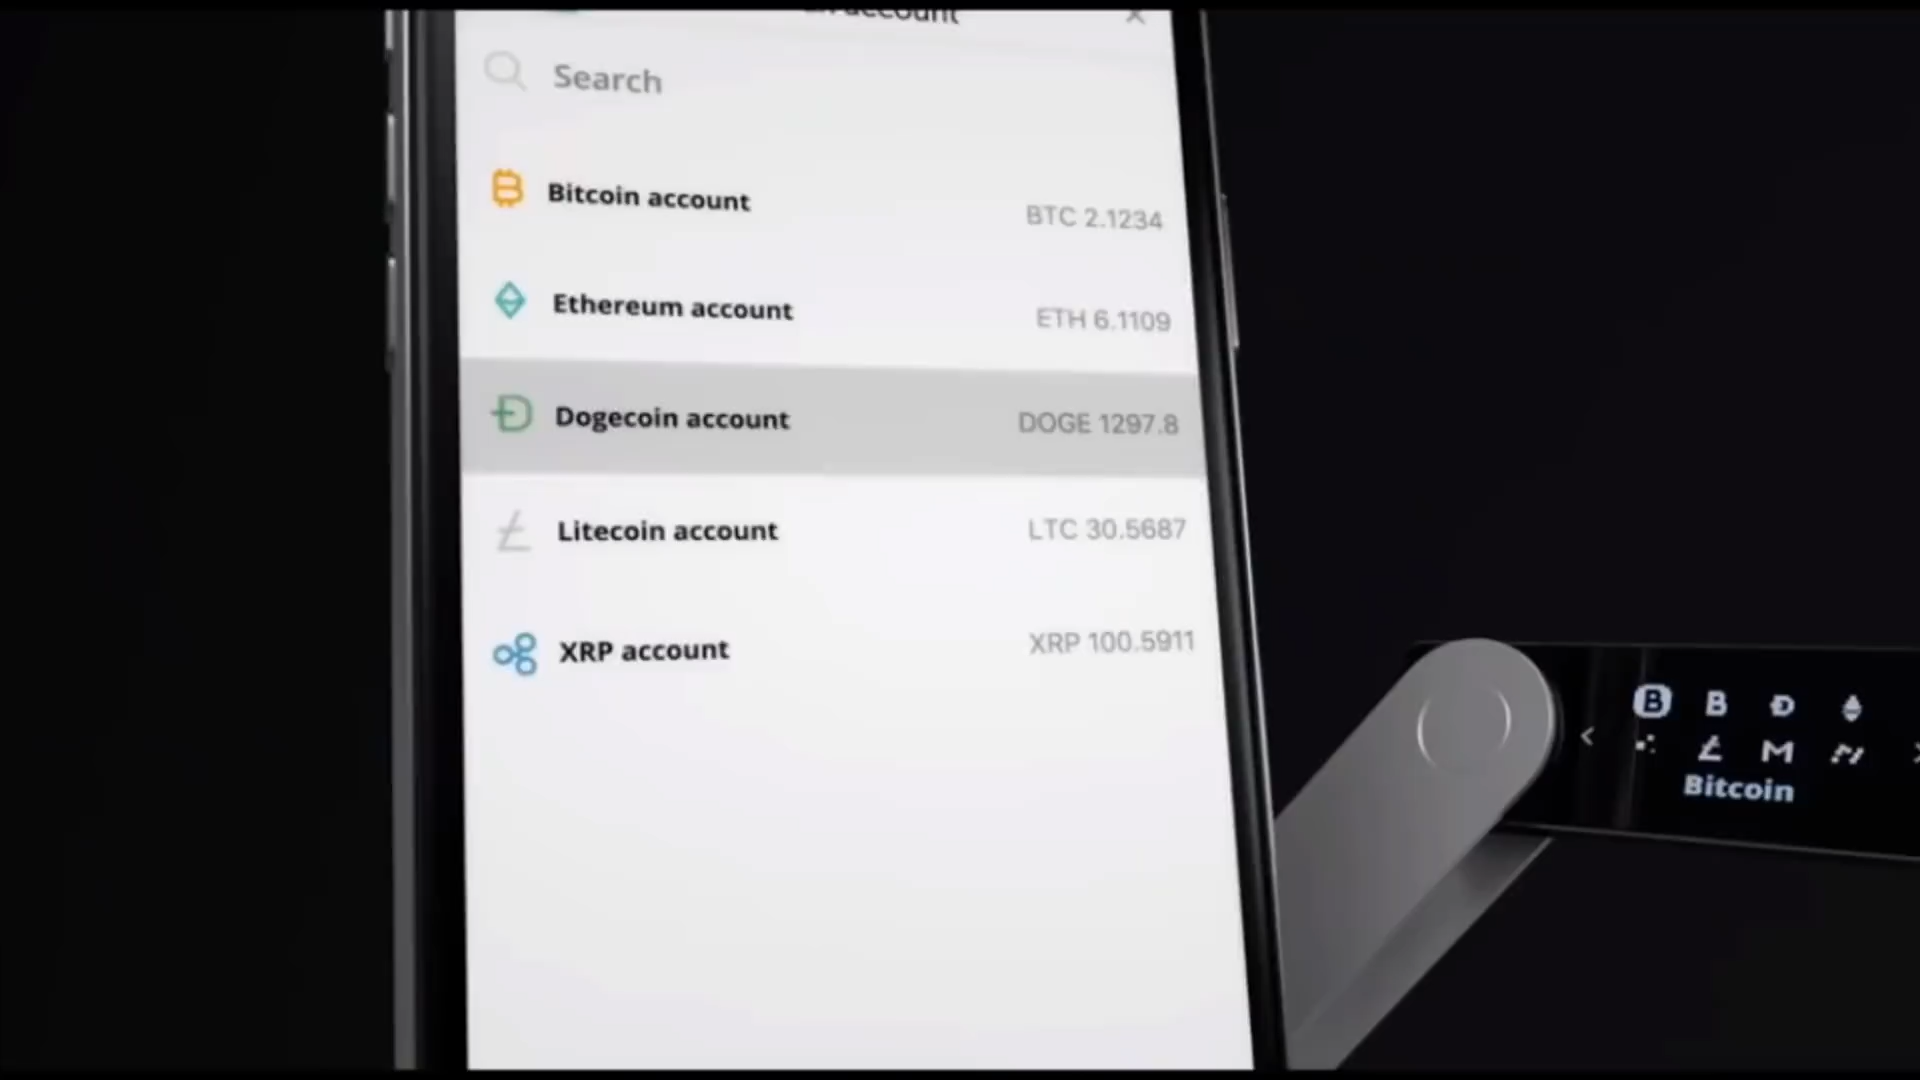 account
Search
Bitcoin account
BTC 2.1234
Ethereum account
ETH 6.1109
Dogecoin account
DOGE 1297.8
Litecoin account
LTC 30.5687
XRP account
XRP 100.5911
Bitcoin